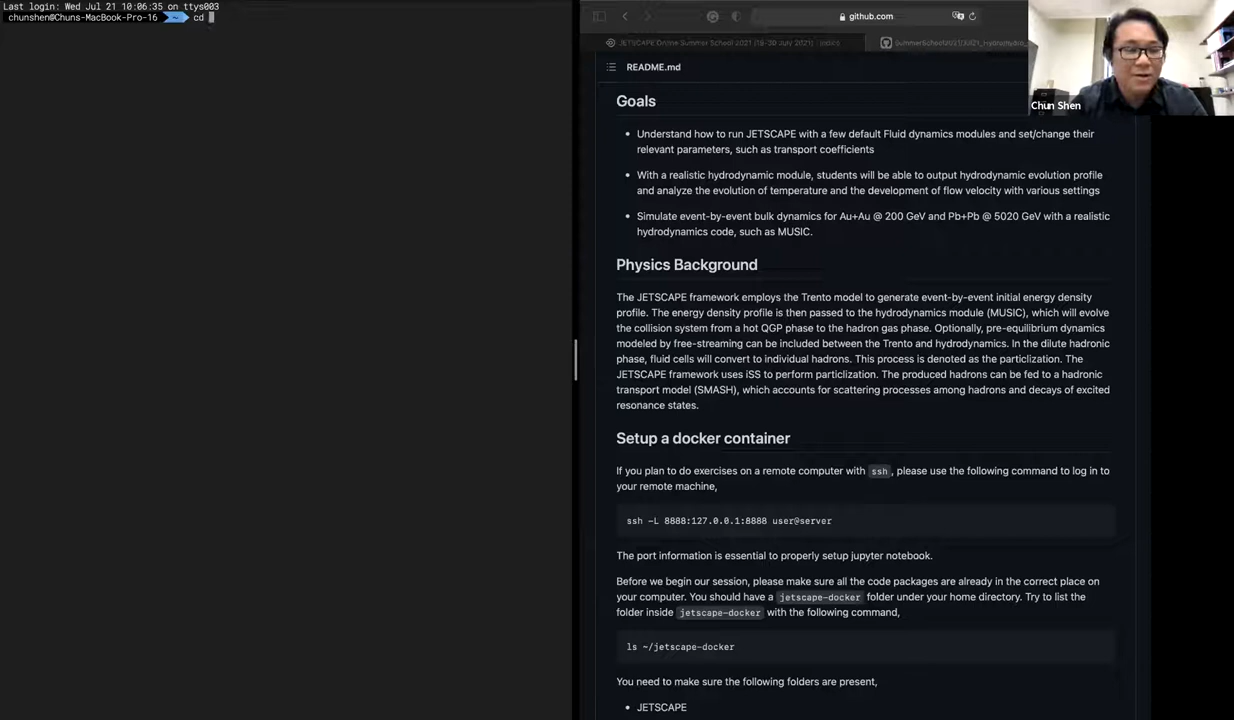 Last login: Wed Jul 21 10:06:35 on ttys003
chunshen@Chuns-MacBook-Pro-16 ~ cd
github.com
JETSCAPE Online Summer School 2021 (16-20 July 2021)
README.md
Chun Shen
Goals
• Understand how to run JETSCAPE with a few default Fluid dynamics modules and set/change their
relevant parameters, such as transport coefficients
• With a realistic hydrodynamic module, students will be able to output hydrodynamic evolution profile
and analyze the evolution of temperature and the development of flow velocity with various settings
• Simulate event-by-event bulk dynamics for Au+Au @ 200 GeV and Pb+Pb @ 5020 GeV with a realistic
hydrodynamics code, such as MUSIC.
Physics Background
The JETSCAPE framework employs the Trento model to generate event-by-event initial energy density
profile. The energy density profile is then passed to the hydrodynamics module (MUSIC), which will evolve
the collision system from a hot QGP phase to the hadron gas phase. Optionally, pre-equilibrium dynamics
modeled by free-streaming can be included between the Trento and hydrodynamics. In the dilute hadronic
phase, fluid cells will convert to individual hadrons. This process is denoted as the particlization. The
JETSCAPE framework uses iSS to perform particlization. The produced hadrons can be fed to a hadronic
transport model (SMASH), which accounts for scattering processes among hadrons and decays of excited
resonance states.
Setup a docker container
If you plan to do exercises on a remote computer with ssh, please use the following command to log in to
your remote machine,
ssh -L 8888:127.0.0.1:8888 user@server
The port information is essential to properly setup jupyter notebook.
Before we begin our session, please make sure all the code packages are already in the correct place on
your computer. You should have a jetscape-docker folder under your home directory. Try to list the
folder inside jetscape-docker with the following command,
ls ~/jetscape-docker
You need to make sure the following folders are present,
• JETSCAPE